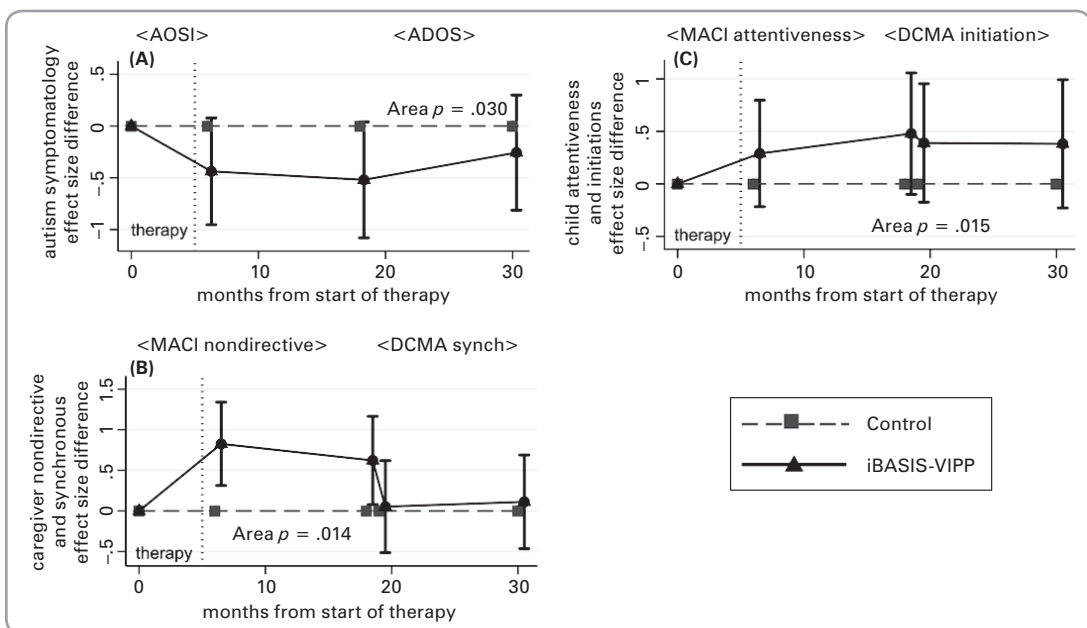 <AOSI> <ADOS>
(A)
autism symptomatology
effect size difference
.5
0
-.5
-1
Area p = .030
therapy
0 10 20 30
months from start of therapy
<MACI attentiveness> <DCMA initiation>
(C)
child attentiveness
and initiations
effect size difference
1
.5
0
-.5
Area p = .015
therapy
0 10 20 30
months from start of therapy
<MACI nondirective> <DCMA synch>
(B)
caregiver nondirective
and synchronous
effect size difference
1.5
1
.5
0
-.5
Area p = .014
therapy
0 10 20 30
months from start of therapy
Control
iBASIS-VIPP